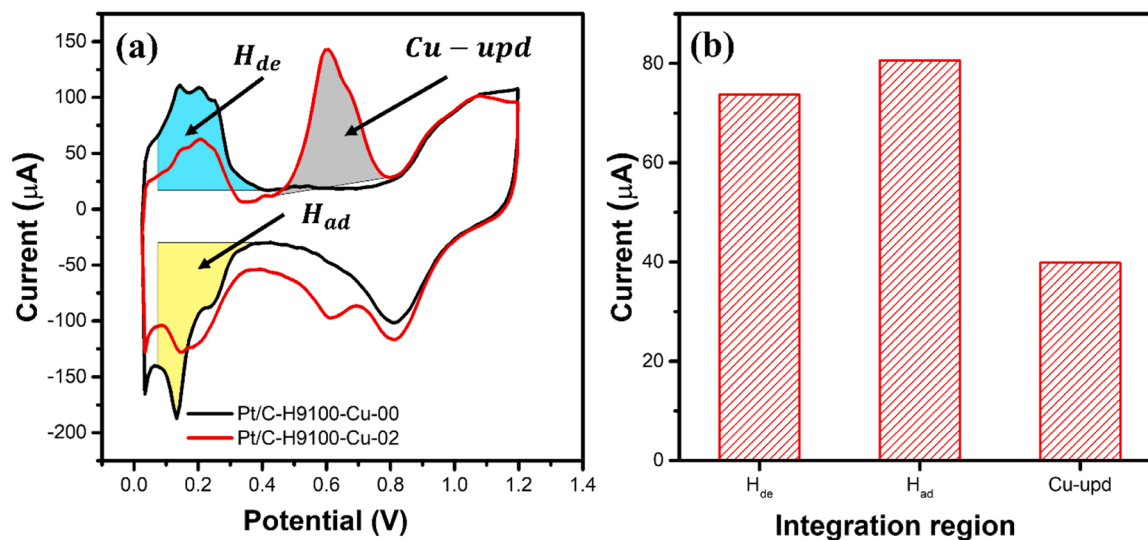 (a)
H_de
Cu − upd
H_ad
Current (μA)
150
100
50
0
-50
-100
-150
-200
Pt/C-H9100-Cu-00
Pt/C-H9100-Cu-02
0.0 0.2 0.4 0.6 0.8 1.0 1.2 1.4
Potential (V)
(b)
Current (μA)
80
60
40
20
0
H_de H_ad Cu-upd
Integration region